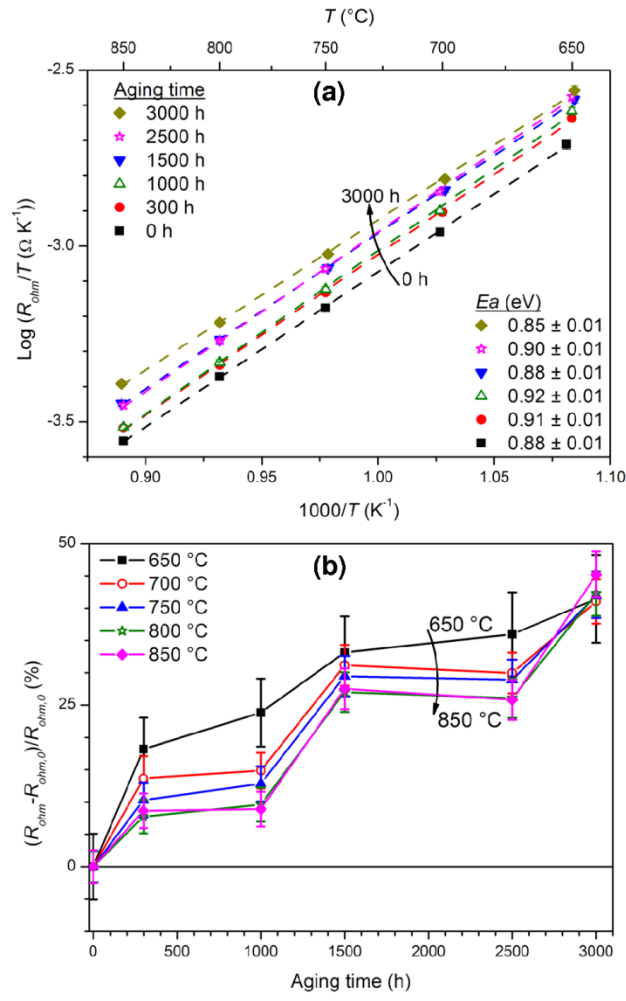 T (°C)
850 800 750 700 650
(a)
Aging time
3000 h
2500 h
1500 h
1000 h
300 h
0 h
3000 h
0 h
Ea (eV)
0.85 ± 0.01
0.90 ± 0.01
0.88 ± 0.01
0.92 ± 0.01
0.91 ± 0.01
0.88 ± 0.01
-2.5
-3.0
-3.5
Log (Rohm/T (Ω K-1))
0.90 0.95 1.00 1.05 1.10
1000/T (K-1)
(b)
650 °C
700 °C
750 °C
800 °C
850 °C
650 °C
850 °C
50
25
0
(Rohm-Rohm,0)/Rohm,0 (%)
0 500 1000 1500 2000 2500 3000
Aging time (h)